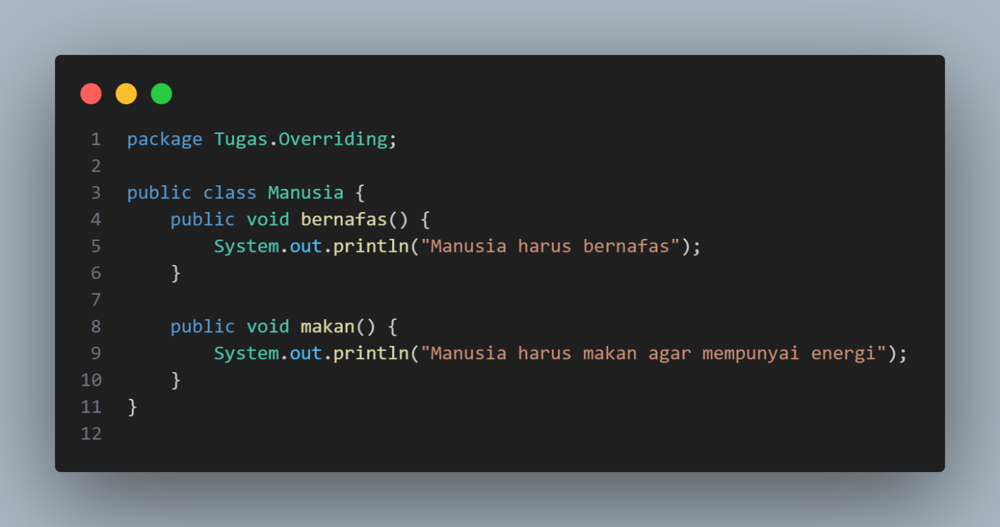 1 package Tugas.Overriding;
2
3 public class Manusia {
4     public void bernafas() {
5         System.out.println("Manusia harus bernafas");
6     }
7
8     public void makan() {
9         System.out.println("Manusia harus makan agar mempunyai energi");
10     }
11 }
12